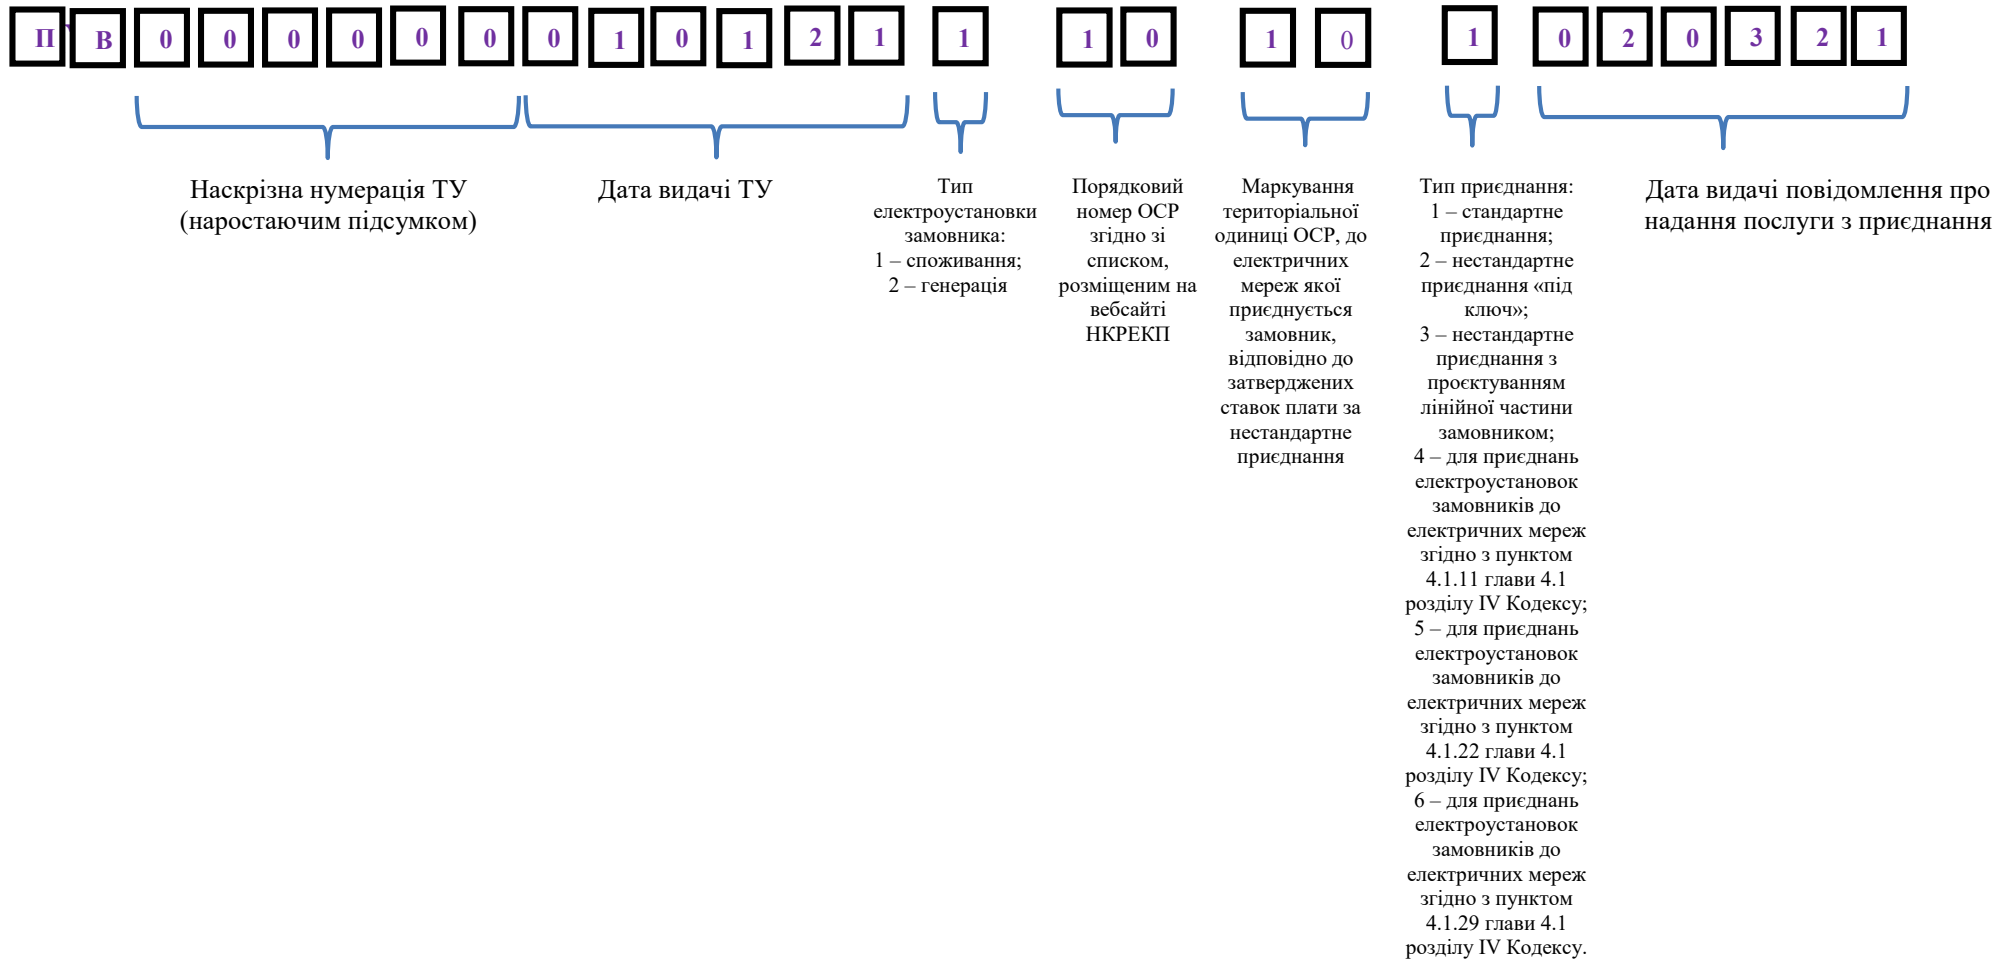 П В 0 0 0 0 0 0 0 1 0 1 2 1 1 1 0 1 0 1 0 2 0 3 2 1
Наскрізна нумерація ТУ
(наростаючим підсумком)
Дата видачі ТУ
Тип
електроустановки
замовника:
1 – споживання;
2 – генерація
Порядковий
номер ОСР
згідно зі
списком,
розміщеним на
вебсайті
НКРЕКП
Маркування
територіальної
одиниці ОСР, до
електричних
мереж якої
приєднується
замовник,
відповідно до
затверджених
ставок плати за
нестандартне
приєднання
Тип приєднання:
1 – стандартне
приєднання;
2 – нестандартне
приєднання «під
ключ»;
3 – нестандартне
приєднання з
проєктуванням
лінійної частини
замовником;
4 – для приєднань
електроустановок
замовників до
електричних мереж
згідно з пунктом
4.1.11 глави 4.1
розділу IV Кодексу;
5 – для приєднань
електроустановок
замовників до
електричних мереж
згідно з пунктом
4.1.22 глави 4.1
розділу IV Кодексу;
6 – для приєднань
електроустановок
замовників до
електричних мереж
згідно з пунктом
4.1.29 глави 4.1
розділу IV Кодексу.
Дата видачі повідомлення про
надання послуги з приєднання